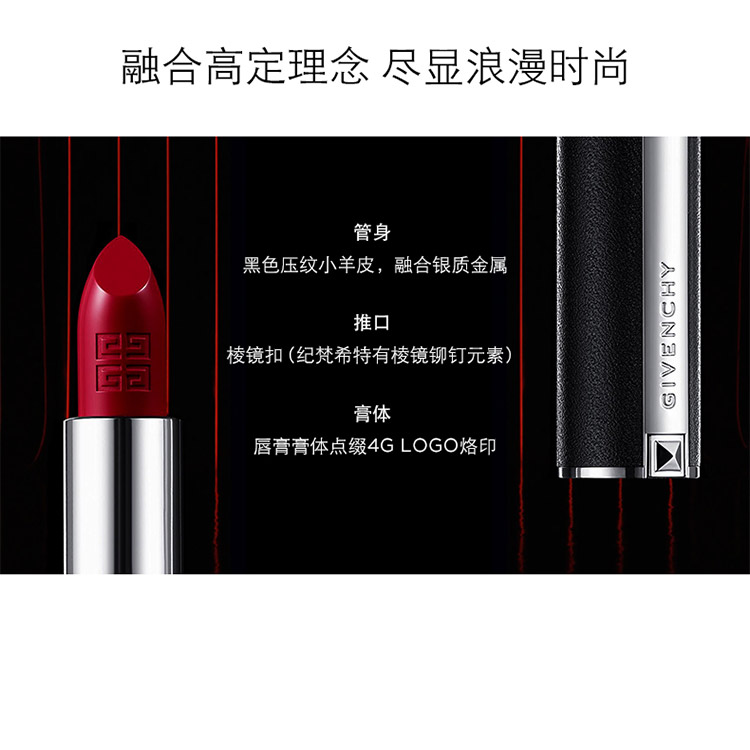 融合高定理念 尽显浪漫时尚
管身
黑色压纹小羊皮，融合银质金属
推口
棱镜扣（纪梵希特有棱镜铆钉元素）
膏体
唇膏膏体点缀4G LOGO烙印
GIVENCHY